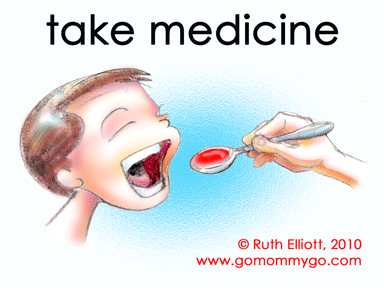 take medicine
© Ruth Elliott, 2010
www.gomommygo.com